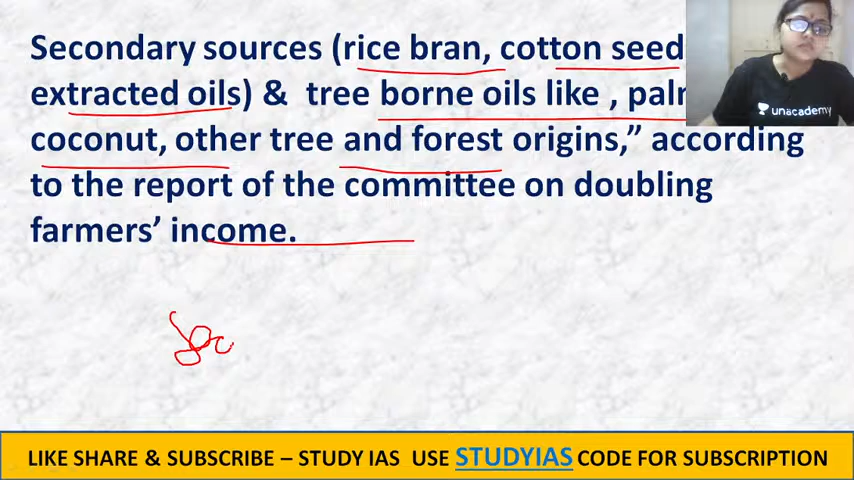 Secondary sources (rice bran, cotton seed
extracted oils) & tree borne oils like , palm
coconut, other tree and forest origins,” according
to the report of the committee on doubling
farmers’ income.
unacademy
LIKE SHARE & SUBSCRIBE – STUDY IAS USE STUDYIAS CODE FOR SUBSCRIPTION